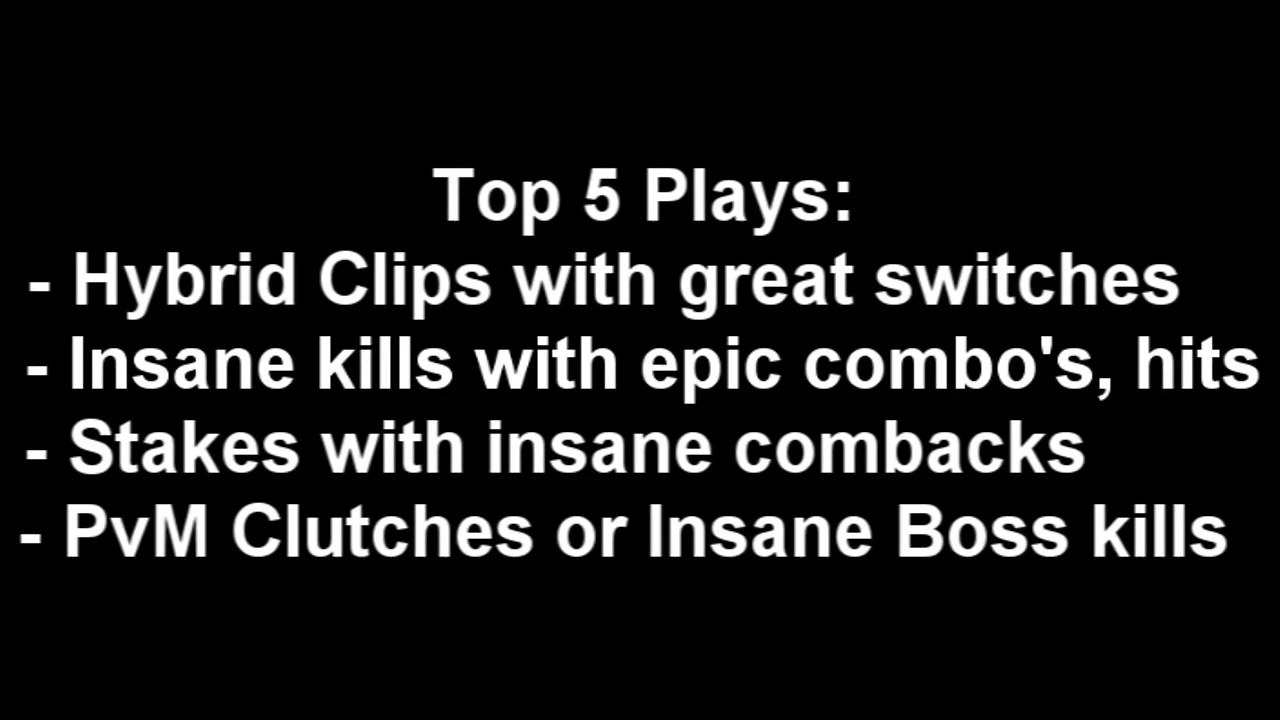 Top 5 Plays:
- Hybrid Clips with great switches
- Insane kills with epic combo's, hits
- Stakes with insane combacks
- PvM Clutches or Insane Boss kills